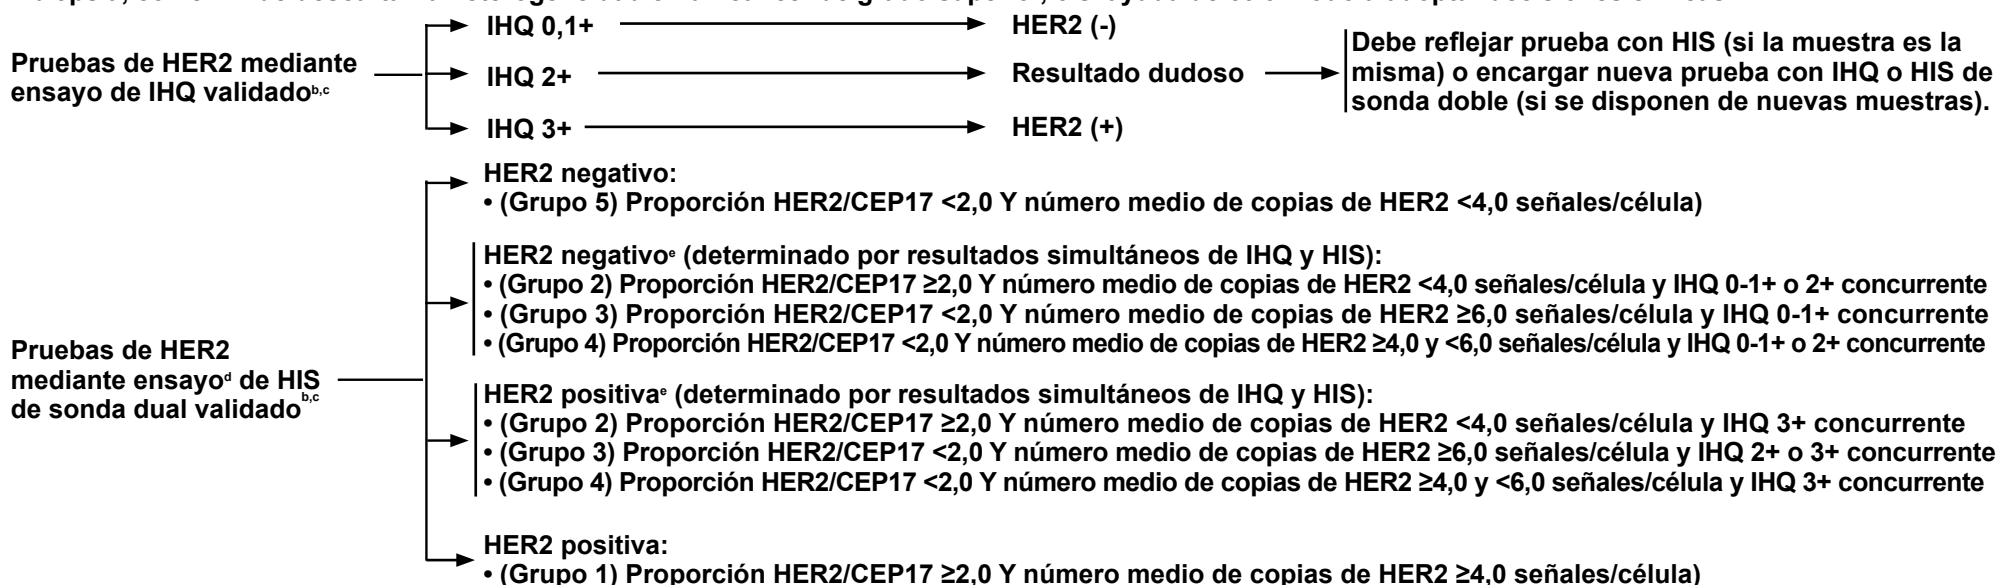 Pruebas de HER2 mediante
ensayo de IHQ validadoᵇ,ᶜ
IHQ 0,1+
HER2 (-)
IHQ 2+
Resultado dudoso
Debe reflejar prueba con HIS (si la muestra es la
misma) o encargar nueva prueba con IHQ o HIS de
sonda doble (si se disponen de nuevas muestras).
IHQ 3+
HER2 (+)
Pruebas de HER2
mediante ensayoᵈ de HIS
de sonda dual validadoᵇ,ᶜ
HER2 negativo:
• (Grupo 5) Proporción HER2/CEP17 <2,0 Y número medio de copias de HER2 <4,0 señales/célula)
HER2 negativoᵉ (determinado por resultados simultáneos de IHQ y HIS):
• (Grupo 2) Proporción HER2/CEP17 ≥2,0 Y número medio de copias de HER2 <4,0 señales/célula y IHQ 0-1+ o 2+ concurrente
• (Grupo 3) Proporción HER2/CEP17 <2,0 Y número medio de copias de HER2 ≥6,0 señales/célula y IHQ 0-1+ concurrente
• (Grupo 4) Proporción HER2/CEP17 <2,0 Y número medio de copias de HER2 ≥4,0 y <6,0 señales/célula y IHQ 0-1+ o 2+ concurrente
HER2 positivaᵉ (determinado por resultados simultáneos de IHQ y HIS):
• (Grupo 2) Proporción HER2/CEP17 ≥2,0 Y número medio de copias de HER2 <4,0 señales/célula y IHQ 3+ concurrente
• (Grupo 3) Proporción HER2/CEP17 <2,0 Y número medio de copias de HER2 ≥6,0 señales/célula y IHQ 2+ o 3+ concurrente
• (Grupo 4) Proporción HER2/CEP17 <2,0 Y número medio de copias de HER2 ≥4,0 y <6,0 señales/célula y IHQ 3+ concurrente
HER2 positiva:
• (Grupo 1) Proporción HER2/CEP17 ≥2,0 Y número medio de copias de HER2 ≥4,0 señales/célula)